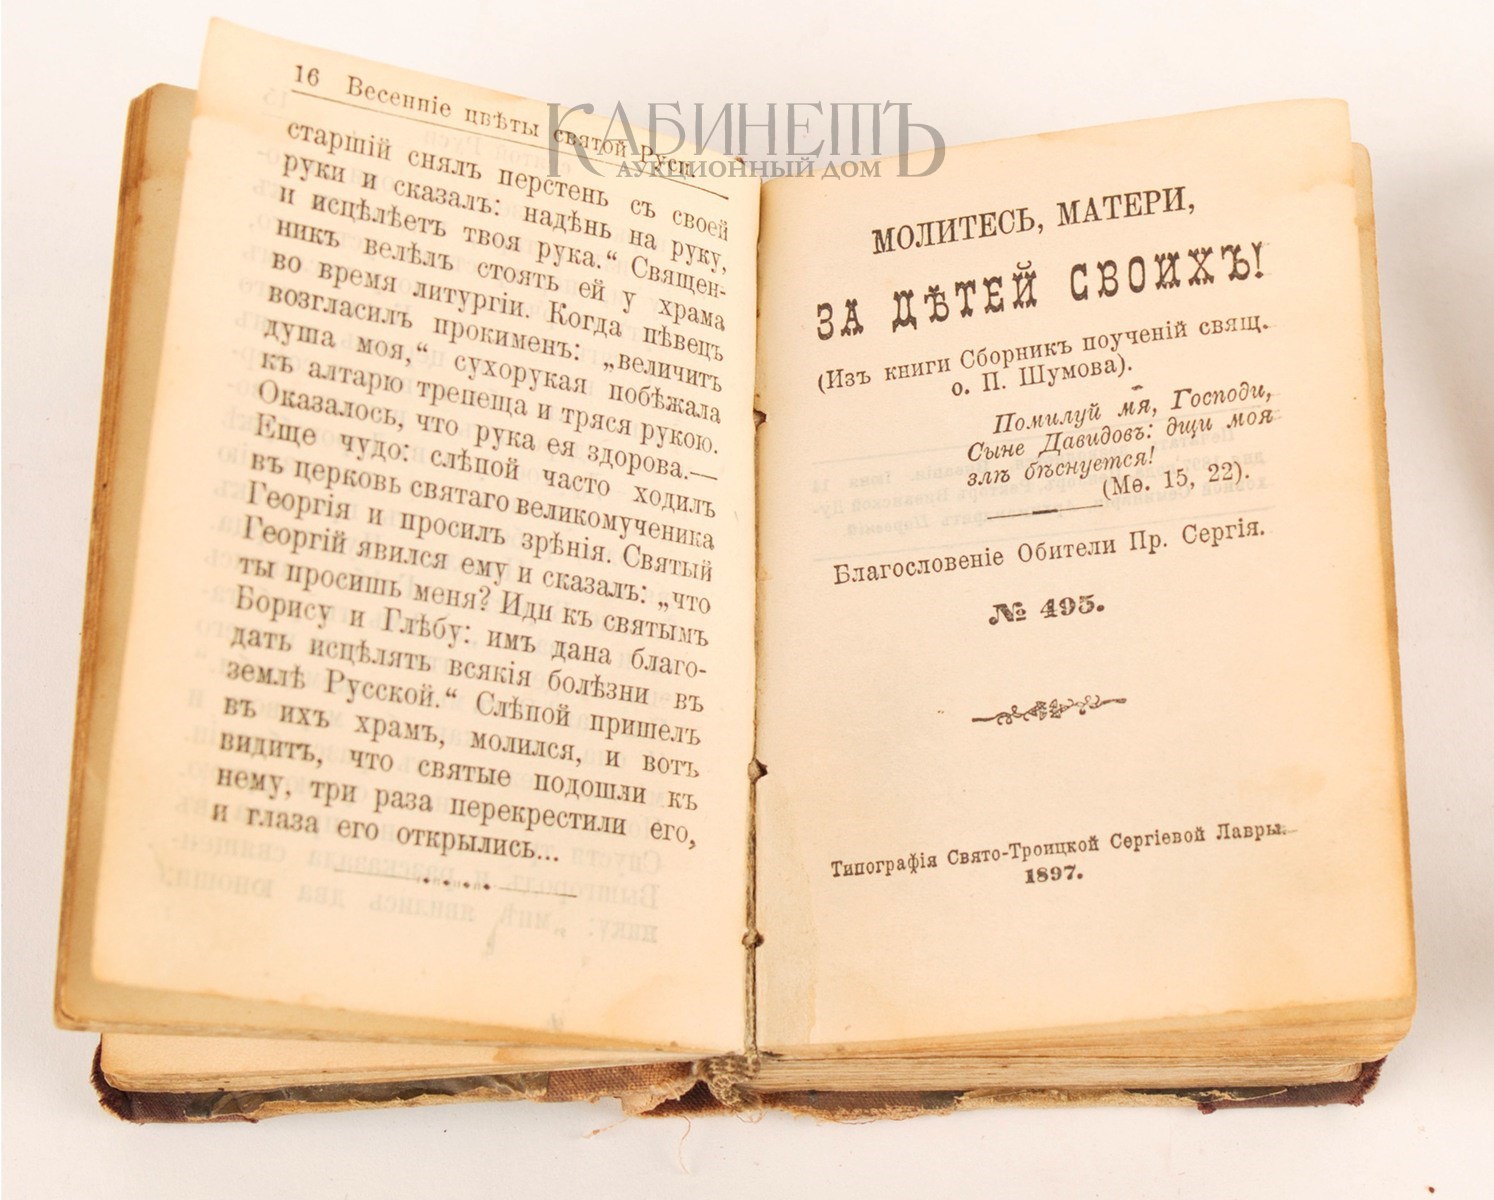 КАБИНЕТЪ
АУКЦИОННЫЙ ДОМ
16 Весенніе цвѣты святой Руси.
старшій снялъ перстень съ своей
руки и сказалъ: надѣнь на руку,
и исцѣлѣетъ твоя рука.“ Священ-
никъ велѣлъ стоять ей у храма
во время литургіи. Когда пѣвецъ
возгласилъ прокименъ: „величитъ
душа моя,“ сухорукая побѣжала
къ алтарю трепеща и тряся рукою.
Оказалось, что рука ея здорова.—
Еще чудо: слѣпой часто ходилъ
въ церковь святаго великомученика
Георгія и просилъ зрѣнія. Святый
Георгій явился ему и сказалъ: „что
ты просишь меня? Иди къ святымъ
Борису и Глѣбу: имъ дана благо-
дать исцѣлять всякія болѣзни въ
землѣ Русской.“ Слѣпой пришелъ
въ ихъ храмъ, молился, и вотъ
видитъ, что святые подошли къ
нему, три раза перекрестили его,
и глаза его открылись...
МОЛИТЕСЬ, МАТЕРИ,
ЗА ДѢТЕЙ СВОИХЪ!
(Изъ книги Сборникъ поученій свящ.
о. П. Шумова).
Помилуй мя, Господи,
Сыне Давидовъ: дщи моя
злѣ бѣснуется!
(Мѳ. 15, 22).
Благословеніе Обители Пр. Сергія.
№ 495.
Типографія Свято-Троицкой Сергіевой Лавры.
1897.